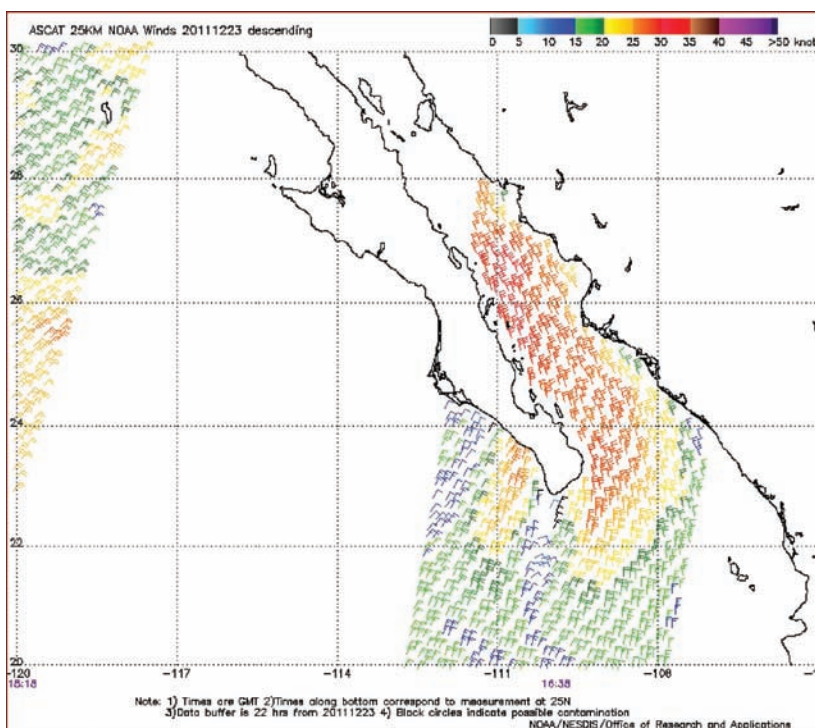 ASCAT 25KM NOAA Winds 20111223 descending
0 5 10 15 20 25 30 35 40 45 >50 knot
30
28
26
24
22
20
-120 -117 -114 -111 -108
15:18 16:38
Note: 1) Times are GMT 2)Times along bottom correspond to measurement at 25N
3)Data buffer is 22 hrs from 20111223 4) Black circles indicate possible contamination
NOAA/NESDIS/Office of Research and Applications